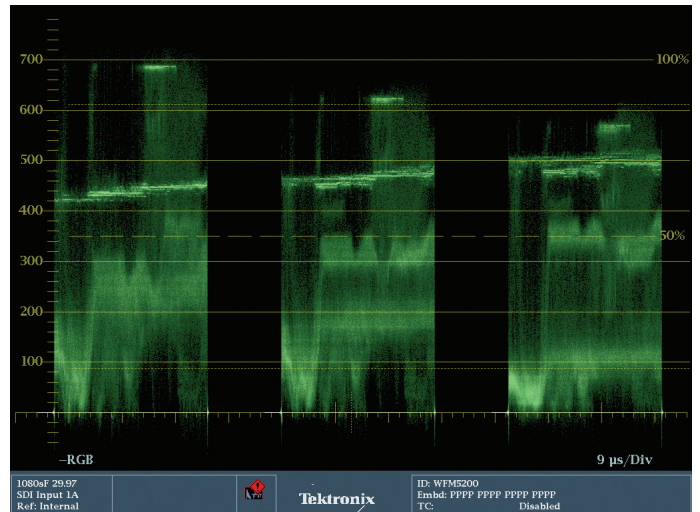 700
100%
600
500
400
50%
300
200
100
–RGB
9 µs/Div
1080sF 29.97
SDI Input 1A
Ref: Internal
Tektronix
ID: WFM5200
Embd: PPPP PPPP PPPP PPPP
TC: Disabled